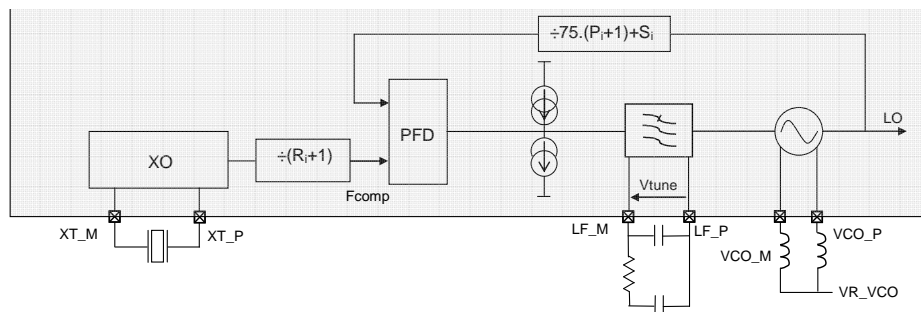 ÷75.(Pᵢ+1)+Sᵢ
LO
PFD
XO
÷(Rᵢ+1)
Fcomp
Vtune
XT_M
XT_P
LF_M
LF_P
VCO_M
VCO_P
VR_VCO